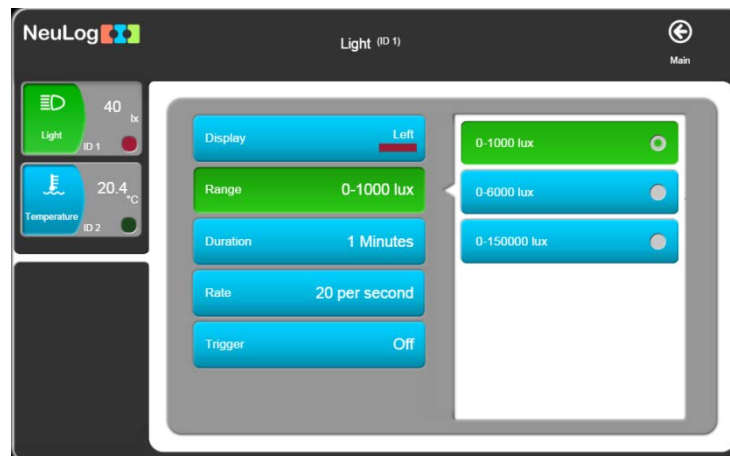 NeuLog
Light (ID 1)
Main
40
lx
Light
ID 1
20.4
°C
Temperature
ID 2
Display Left
Range 0-1000 lux
Duration 1 Minutes
Rate 20 per second
Trigger Off
0-1000 lux
0-6000 lux
0-150000 lux